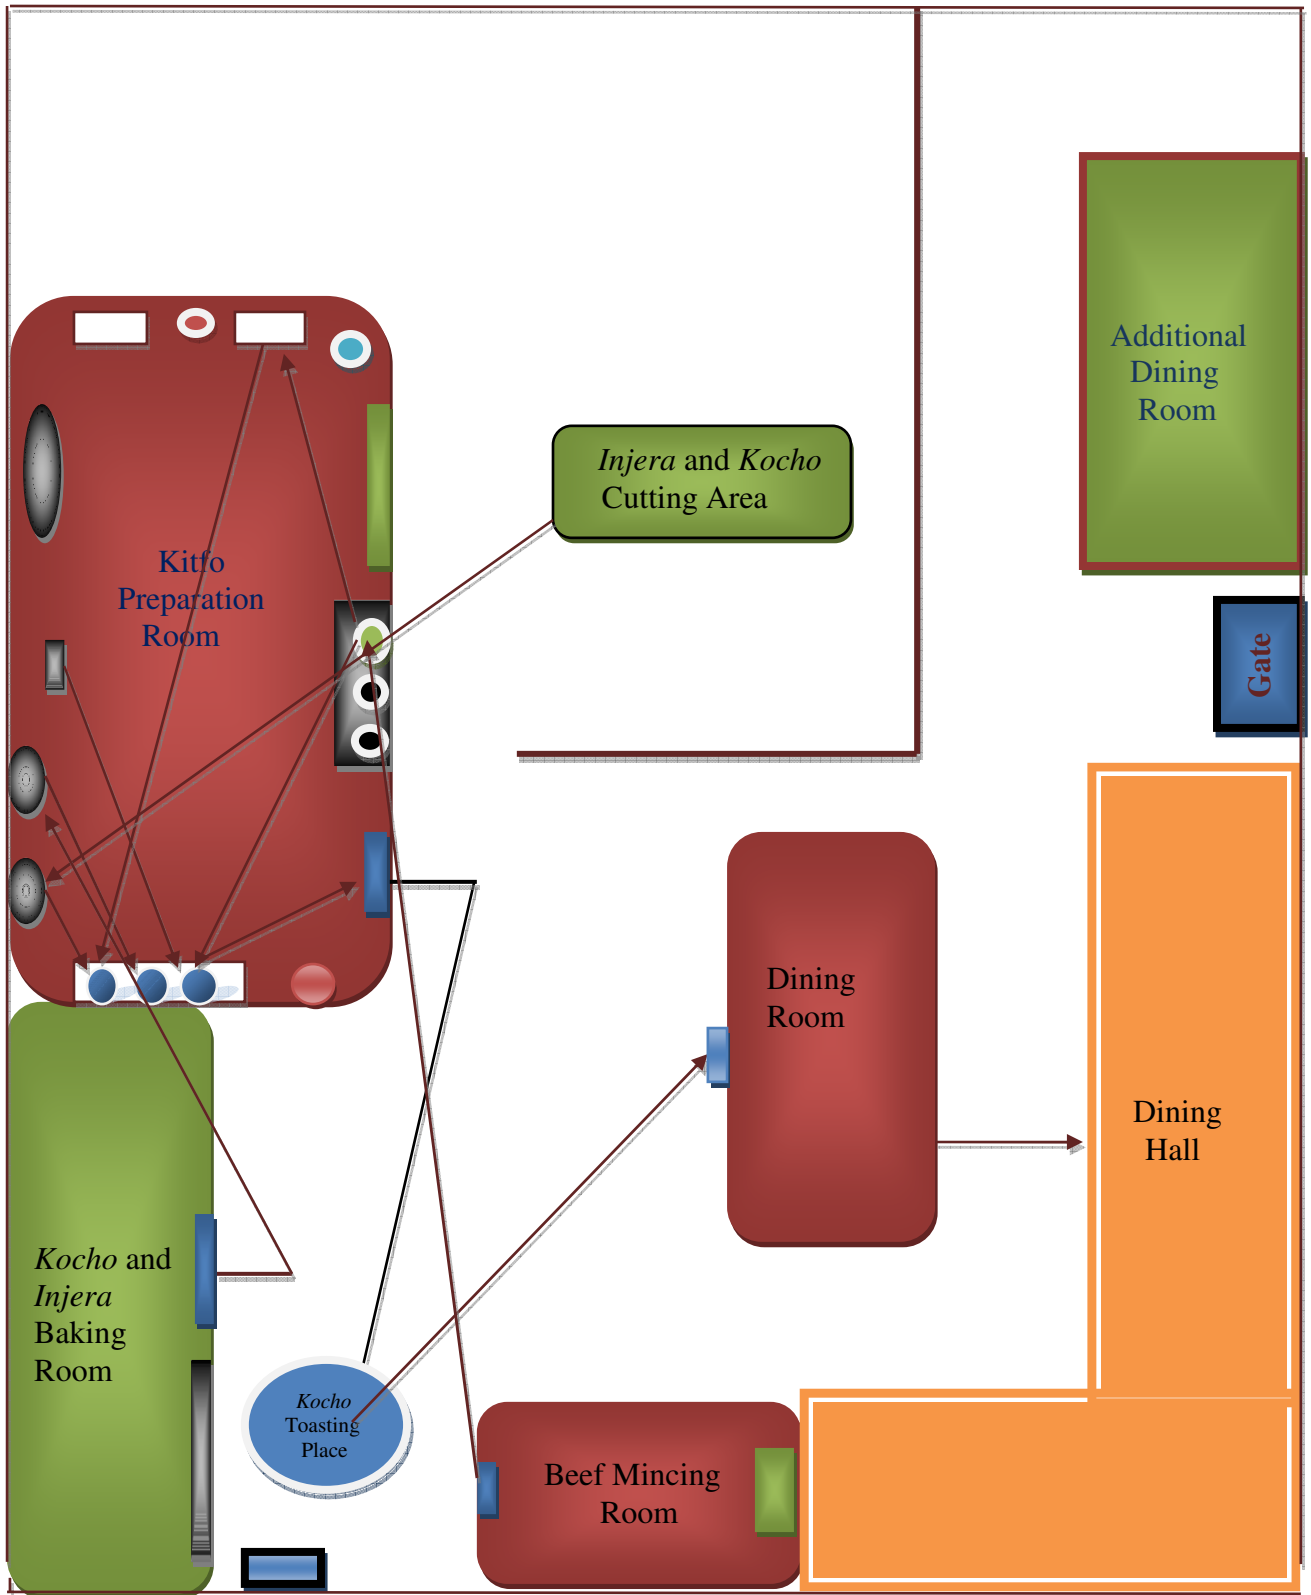 Additional
Dining
Room
Injera and Kocho
Cutting Area
Kitfo
Preparation
Room
Gate
Dining
Room
Dining
Hall
Kocho and
Injera
Baking
Room
Kocho
Toasting
Place
Beef Mincing
Room